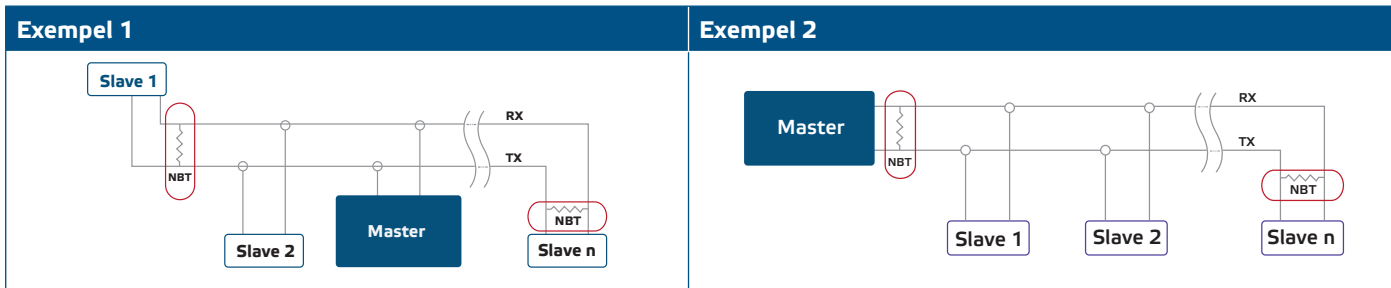 Exempel 1
Slave 1
RX
TX
NBT
NBT
Master
Slave 2
Slave n
Exempel 2
RX
Master
TX
NBT
NBT
Slave 1
Slave 2
Slave n